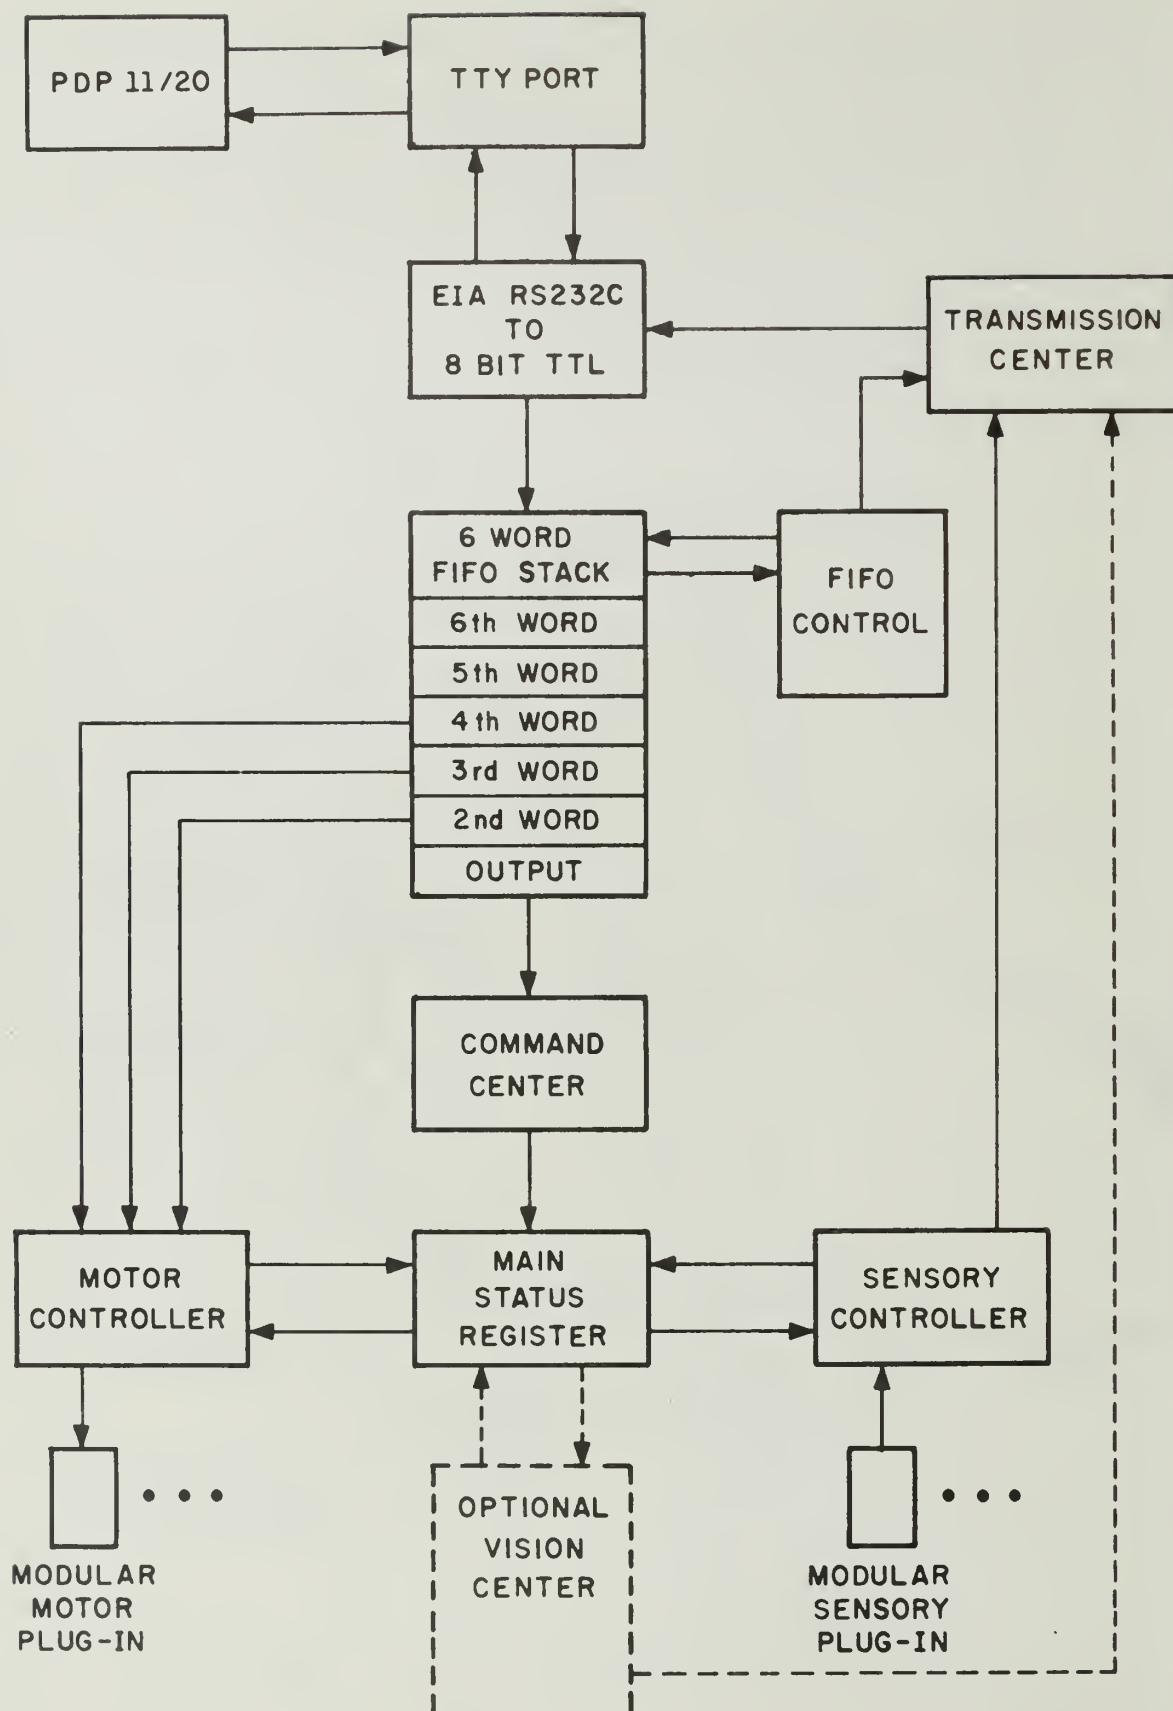 PDP 11/20
TTY PORT
EIA RS232C
TO
8 BIT TTL
TRANSMISSION
CENTER
6 WORD
FIFO STACK
6th WORD
5th WORD
4th WORD
3rd WORD
2nd WORD
OUTPUT
FIFO
CONTROL
COMMAND
CENTER
MOTOR
CONTROLLER
MAIN
STATUS
REGISTER
SENSORY
CONTROLLER
OPTIONAL
VISION
CENTER
MODULAR
MOTOR
PLUG-IN
MODULAR
SENSORY
PLUG-IN